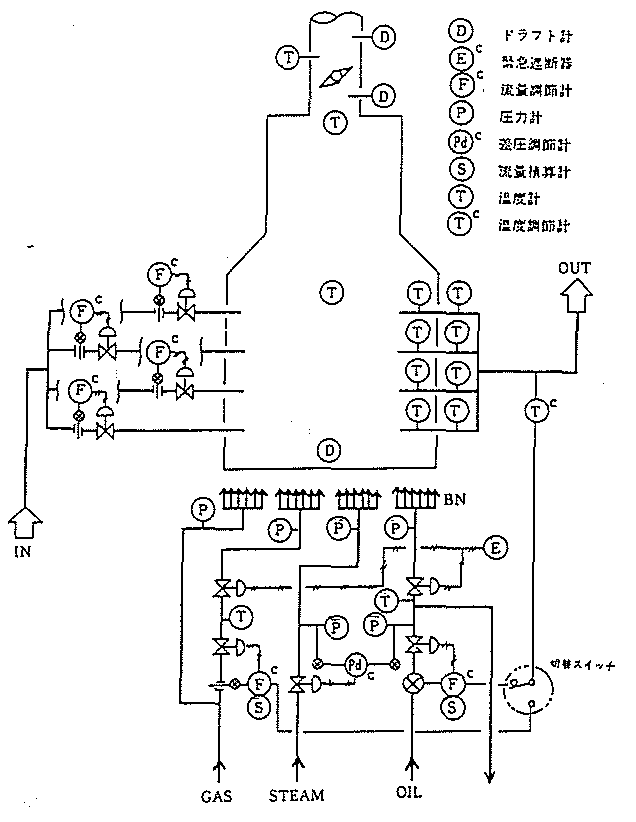 D ドラフト計
E c 緊急遮断器
F c 流量調節計
P 圧力計
Pd c 差圧調節計
S 流量積算計
T 温度計
T c 温度調節計
D
T
D
T
OUT
F c
T
T T
F c
T T
F c
T T
F c
T T
T c
D
IN
BN
P
P
P
P
E
T
T
P
P
切替スイッチ
Pd c
F c
F c
S
S
GAS
STEAM
OIL